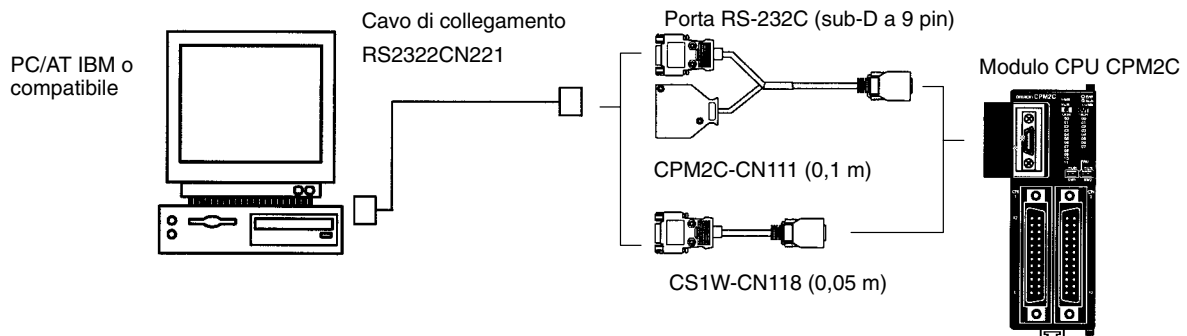 Cavo di collegamento
RS2322CN221
Porta RS-232C (sub-D a 9 pin)
PC/AT IBM o
compatibile
Modulo CPU CPM2C
CPM2C-CN111 (0,1 m)
CS1W-CN118 (0,05 m)